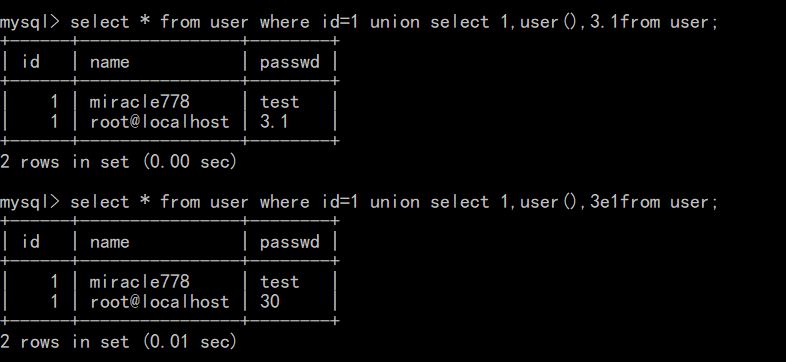 mysql> select * from user where id=1 union select 1,user(),3.1from user;
+------+----------------+--------+
| id   | name           | passwd |
+------+----------------+--------+
|    1 | miracle778     | test   |
|    1 | root@localhost | 3.1    |
+------+----------------+--------+
2 rows in set (0.00 sec)
mysql> select * from user where id=1 union select 1,user(),3e1from user;
+------+----------------+--------+
| id   | name           | passwd |
+------+----------------+--------+
|    1 | miracle778     | test   |
|    1 | root@localhost | 30     |
+------+----------------+--------+
2 rows in set (0.01 sec)